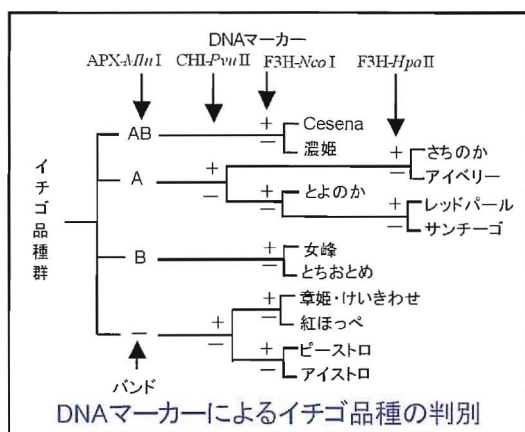 DNAマーカー
APX-MluI CHI-PvuII F3H-NcoI F3H-HpaII
イチゴ品種群
AB
+ Cesena
− 濃姫
A
+
+ さちのか
− アイベリー
−
+ とよのか
−
+ レッドパール
− サンチーゴ
B
+ 女峰
− とちおとめ
−
+
+ 章姫・けいきわせ
− 紅ほっぺ
−
+ ピーストロ
− アイストロ
バンド
DNAマーカーによるイチゴ品種の判別